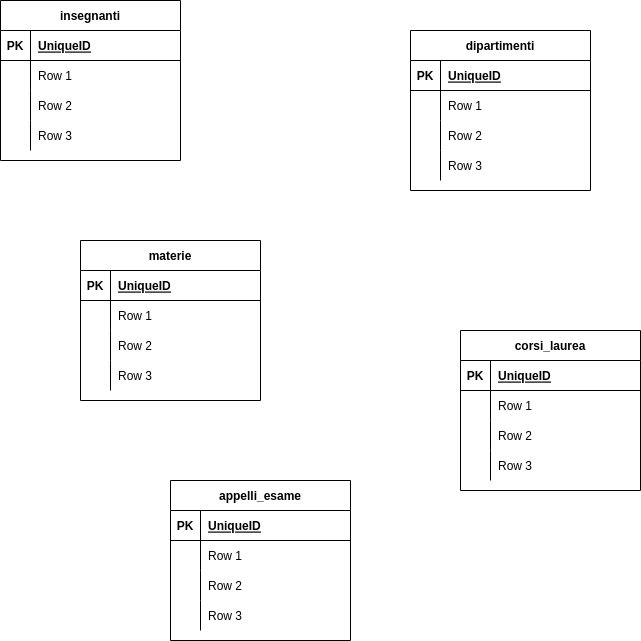 insegnanti
PK UniqueID
Row 1
Row 2
Row 3
dipartimenti
PK UniqueID
Row 1
Row 2
Row 3
materie
PK UniqueID
Row 1
Row 2
Row 3
corsi_laurea
PK UniqueID
Row 1
Row 2
Row 3
appelli_esame
PK UniqueID
Row 1
Row 2
Row 3